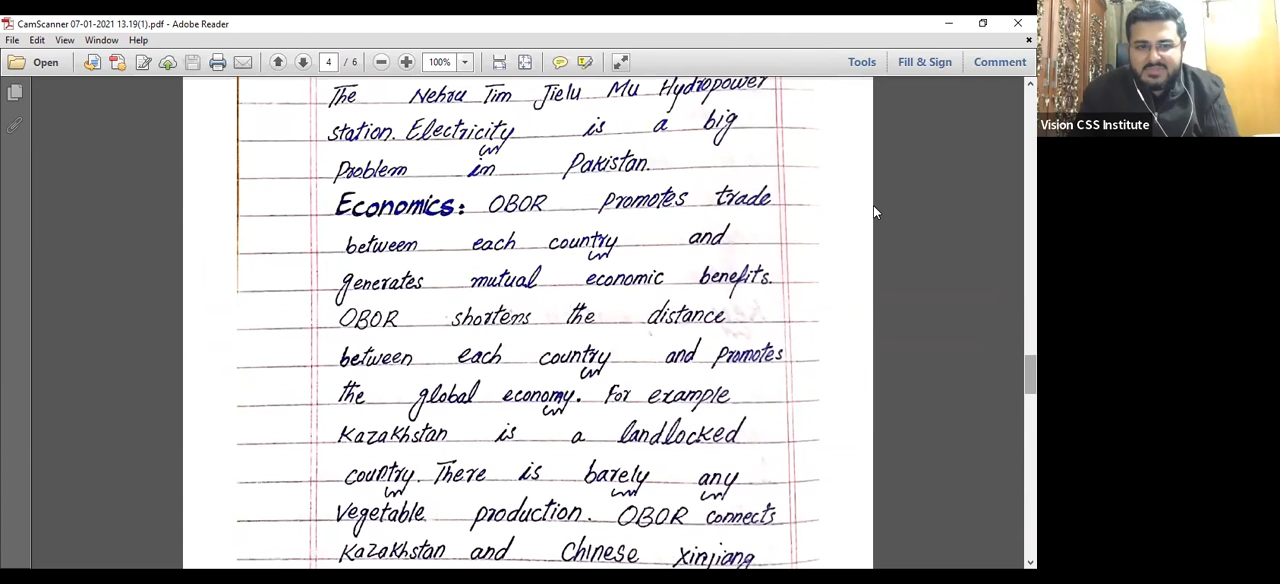 CamScanner 07-01-2021 13.19(1).pdf - Adobe Reader
File Edit View Window Help
Open 4 / 6 100% Tools Fill & Sign Comment
Vision CSS Institute
The Nehru Tim Jielu Mu Hydropower
station. Electricity is a big
Problem in Pakistan.
Economics: OBOR promotes trade
between each country and
generates mutual economic benefits.
OBOR shortens the distance
between each country and promotes
the global economy. For example
Kazakhstan is a landlocked
country. There is barely any
vegetable production. OBOR connects
Kazakhstan and Chinese Xinjiang